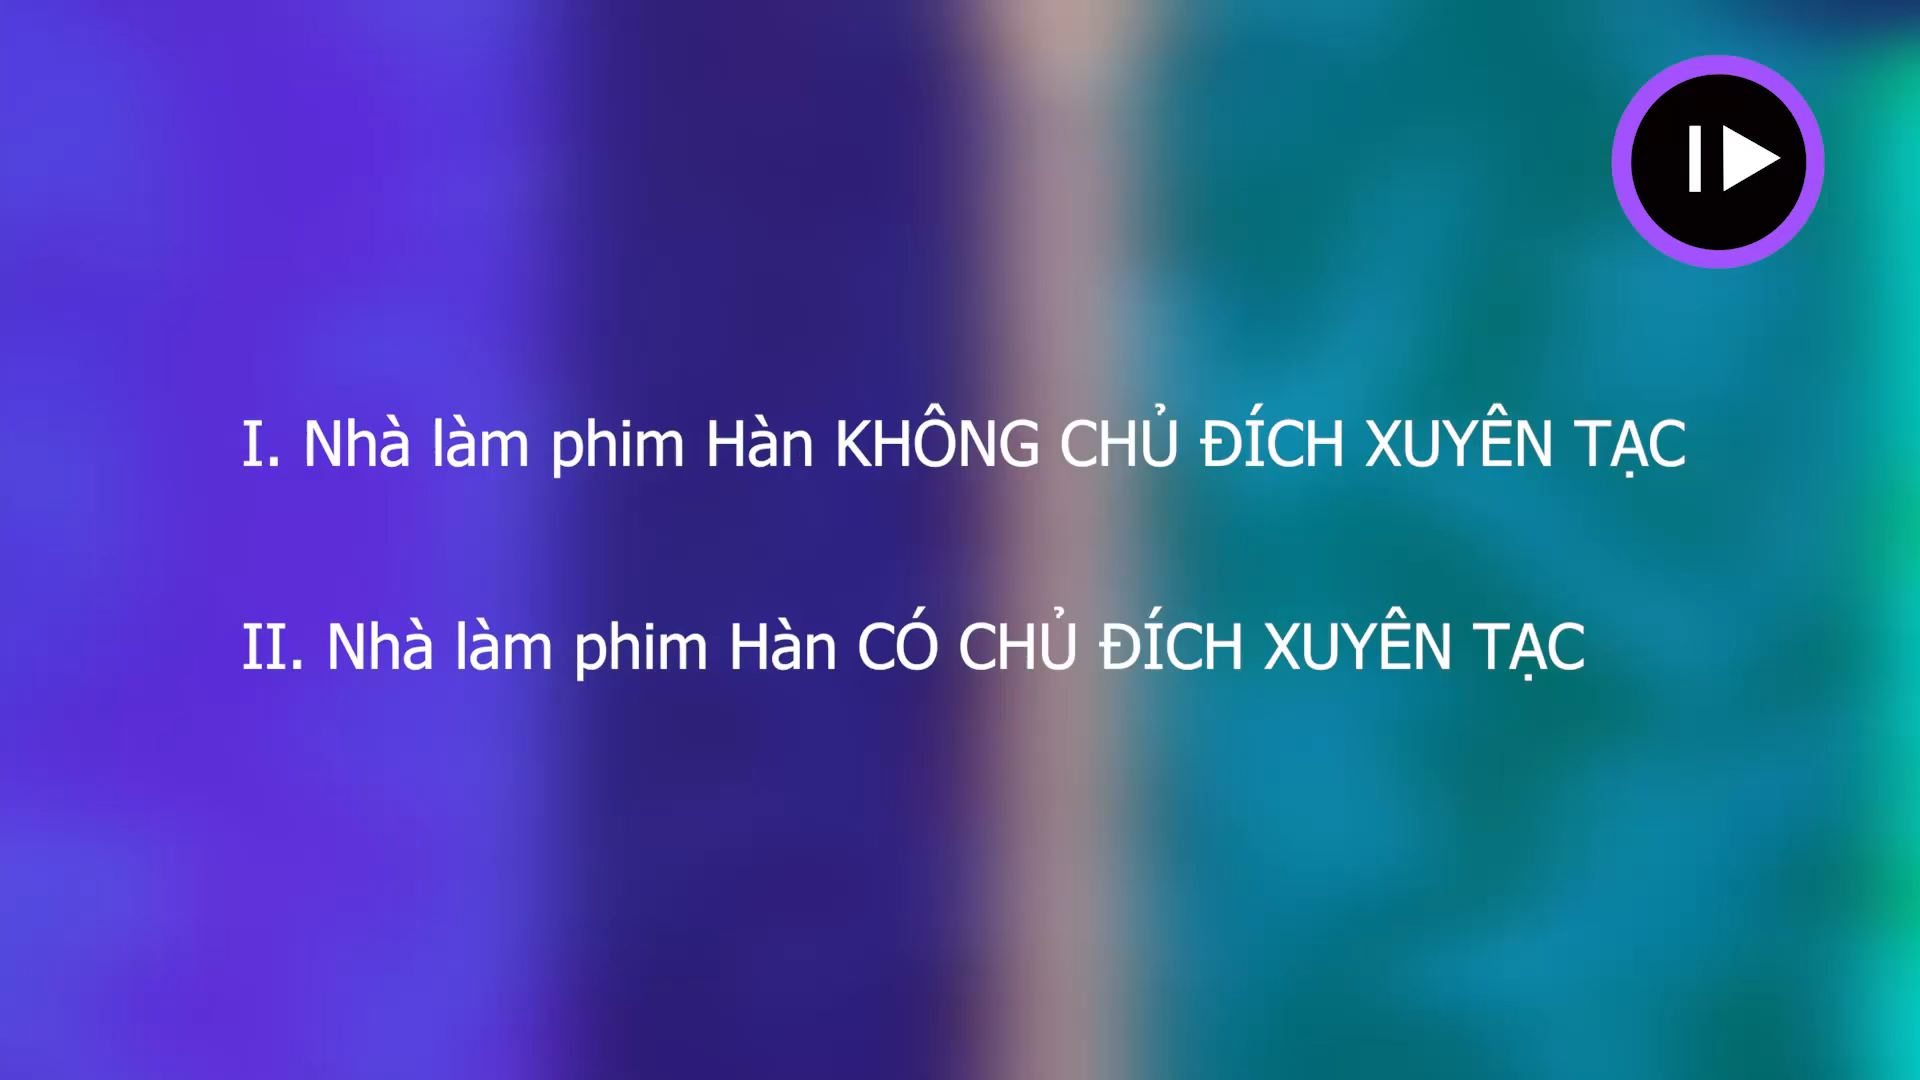 I. Nhà làm phim Hàn KHÔNG CHỦ ĐÍCH XUYÊN TẠC
II. Nhà làm phim Hàn CÓ CHỦ ĐÍCH XUYÊN TẠC